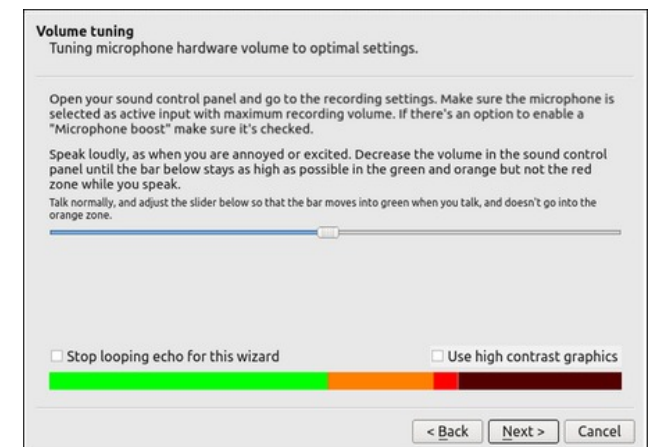 Volume tuning
Tuning microphone hardware volume to optimal settings.
Open your sound control panel and go to the recording settings. Make sure the microphone is
selected as active input with maximum recording volume. If there's an option to enable a
"Microphone boost" make sure it's checked.
Speak loudly, as when you are annoyed or excited. Decrease the volume in the sound control
panel until the bar below stays as high as possible in the green and orange but not the red
zone while you speak.
Talk normally, and adjust the slider below so that the bar moves into green when you talk, and doesn't go into the
orange zone.
Stop looping echo for this wizard
Use high contrast graphics
< Back
Next >
Cancel